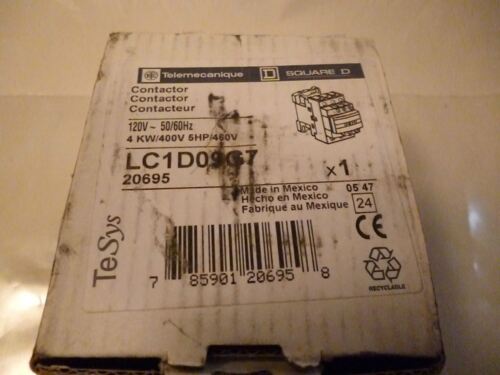 Telemecanique SQUARE D
Contactor
Contactor
Contacteur
120V~ 50/60Hz
4 KW/400V 5HP/460V
LC1D09G7
20695
x1
Made in Mexico
Hecho en Mexico
Fabriqué au Mexique
05 47
24
CE
TeSys
7 85901 20695 8
RECYCLABLE